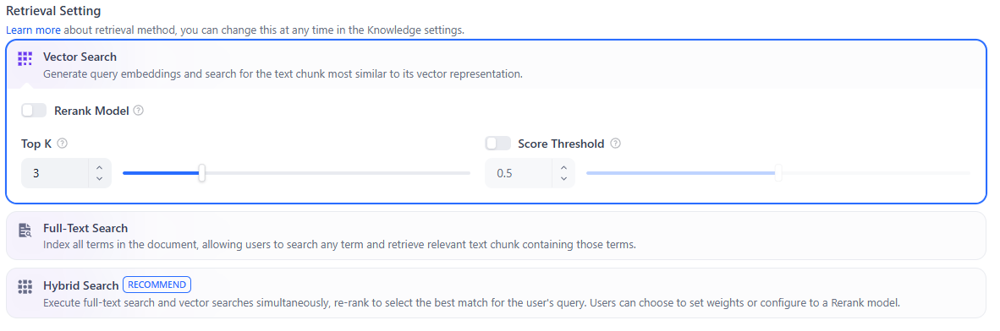 Retrieval Setting
Learn more about retrieval method, you can change this at any time in the Knowledge settings.
Vector Search
Generate query embeddings and search for the text chunk most similar to its vector representation.
Rerank Model
Top K
Score Threshold
3
0.5
Full-Text Search
Index all terms in the document, allowing users to search any term and retrieve relevant text chunk containing those terms.
Hybrid Search RECOMMEND
Execute full-text search and vector searches simultaneously, re-rank to select the best match for the user's query. Users can choose to set weights or configure to a Rerank model.